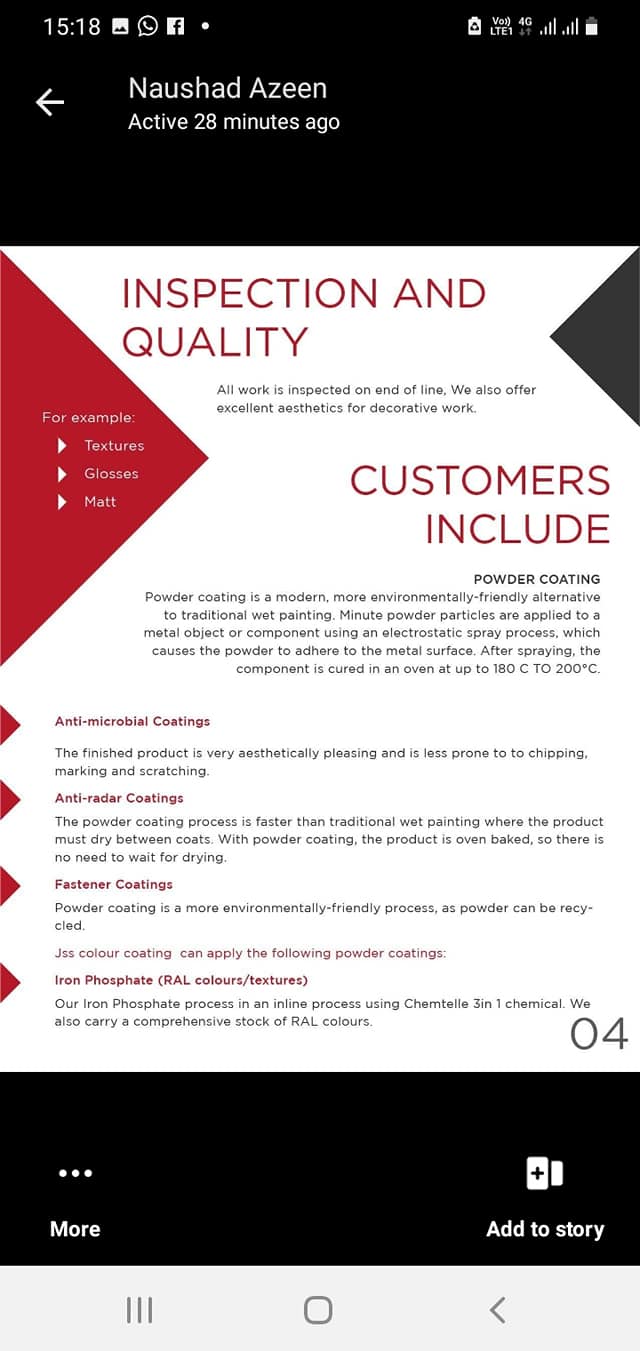 15:18
Vo)) 4G
LTE1
Naushad Azeen
Active 28 minutes ago
INSPECTION AND
QUALITY
All work is inspected on end of line, We also offer
excellent aesthetics for decorative work.
For example:
Textures
Glosses
Matt
CUSTOMERS
INCLUDE
POWDER COATING
Powder coating is a modern, more environmentally-friendly alternative
to traditional wet painting. Minute powder particles are applied to a
metal object or component using an electrostatic spray process, which
causes the powder to adhere to the metal surface. After spraying, the
component is cured in an oven at up to 180 C TO 200°C.
Anti-microbial Coatings
The finished product is very aesthetically pleasing and is less prone to to chipping,
marking and scratching.
Anti-radar Coatings
The powder coating process is faster than traditional wet painting where the product
must dry between coats. With powder coating, the product is oven baked, so there is
no need to wait for drying.
Fastener Coatings
Powder coating is a more environmentally-friendly process, as powder can be recy-
cled.
Jss colour coating can apply the following powder coatings:
Iron Phosphate (RAL colours/textures)
Our Iron Phosphate process in an inline process using Chemtelle 3in 1 chemical. We
also carry a comprehensive stock of RAL colours.
04
More
Add to story